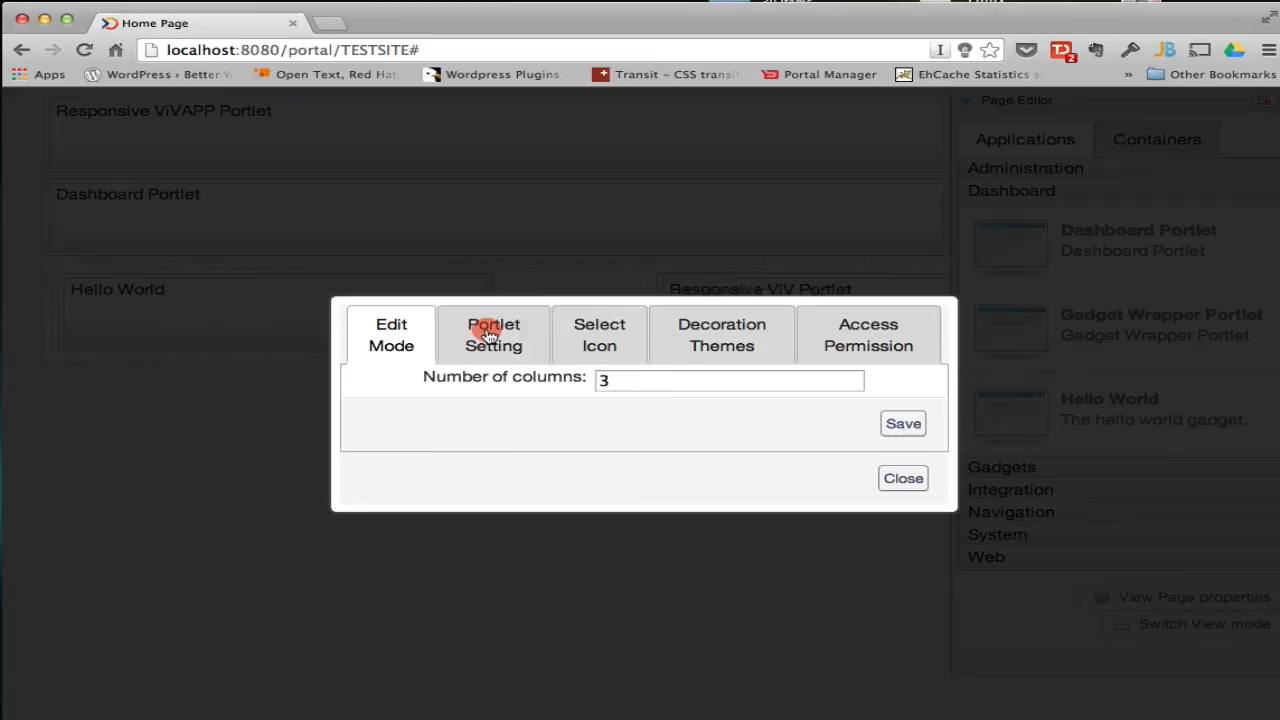 Home Page
localhost:8080/portal/TESTSITE#
2
Apps
WordPress › Better
Open Text, Red Hat
Wordpress Plugins
Transit – CSS transit
Portal Manager
EhCache Statistics
»
Other Bookmarks
Responsive ViVAPP Portlet
Dashboard Portlet
Hello World
Responsive ViV Portlet
Page Editor
Applications
Containers
Administration
Dashboard
Dashboard Portlet
Dashboard Portlet
Gadget Wrapper Portlet
Gadget Wrapper Portlet
Hello World
The hello world gadget.
Gadgets
Integration
Navigation
System
Web
View Page properties
Switch View mode
Edit
Mode
Portlet
Setting
Select
Icon
Decoration
Themes
Access
Permission
Number of columns:
3
Save
Close